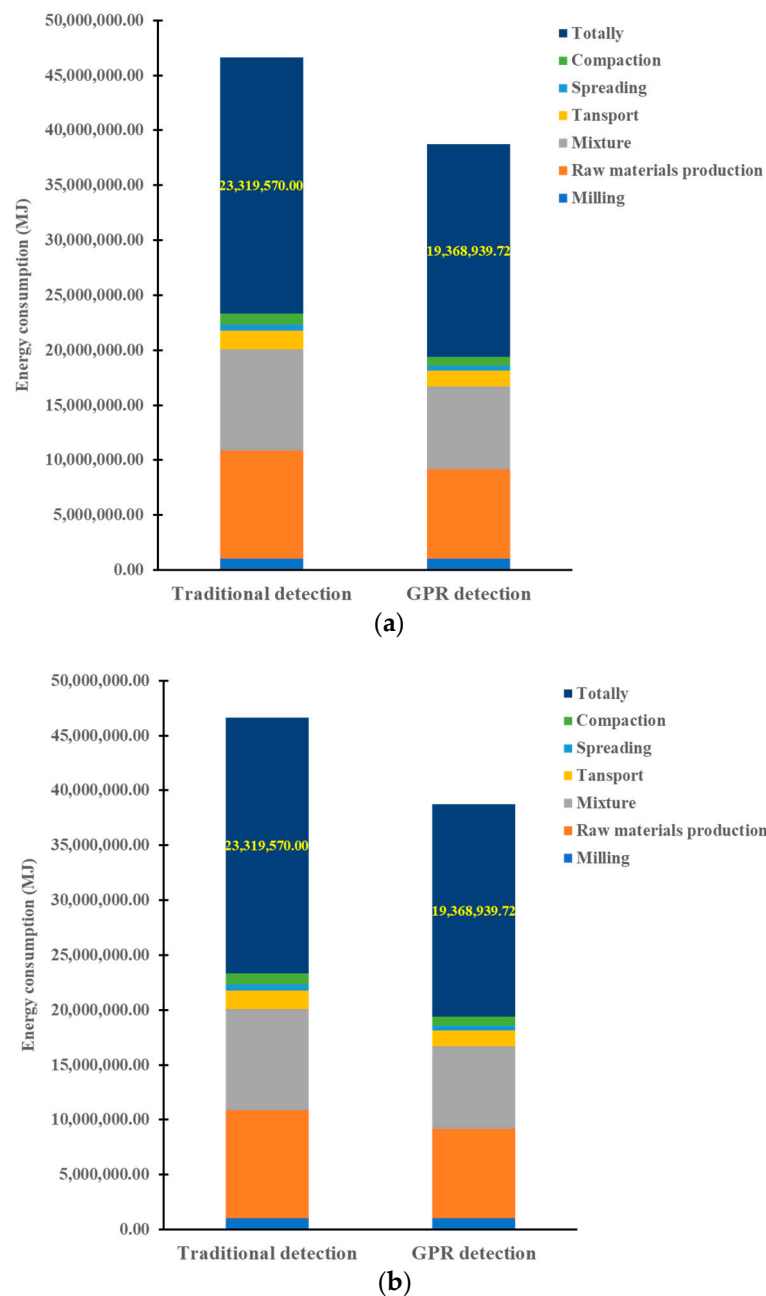 50,000,000.00
45,000,000.00
40,000,000.00
35,000,000.00
30,000,000.00
25,000,000.00
20,000,000.00
15,000,000.00
10,000,000.00
5,000,000.00
0.00
Energy consumption (MJ)
23,319,570.00
19,368,939.72
Traditional detection
GPR detection
Totally
Compaction
Spreading
Tansport
Mixture
Raw materials production
Milling
(a)
50,000,000.00
45,000,000.00
40,000,000.00
35,000,000.00
30,000,000.00
25,000,000.00
20,000,000.00
15,000,000.00
10,000,000.00
5,000,000.00
0.00
Energy consumption (MJ)
23,319,570.00
19,368,939.72
Traditional detection
GPR detection
Totally
Compaction
Spreading
Tansport
Mixture
Raw materials production
Milling
(b)